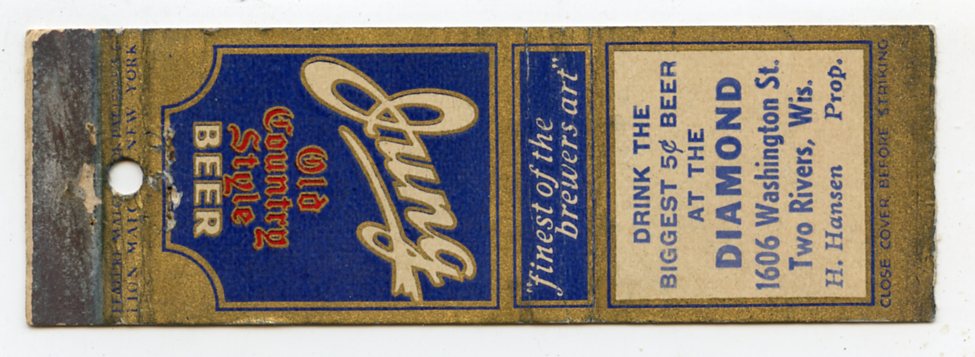 Jung
Old
Country
Style
BEER
"finest of the
brewers art"
DRINK THE
BIGGEST 5¢ BEER
AT THE
DIAMOND
1606 Washington St.
Two Rivers, Wis.
H. Hansen Prop.
CLOSE COVER BEFORE STRIKING
NEW YORK